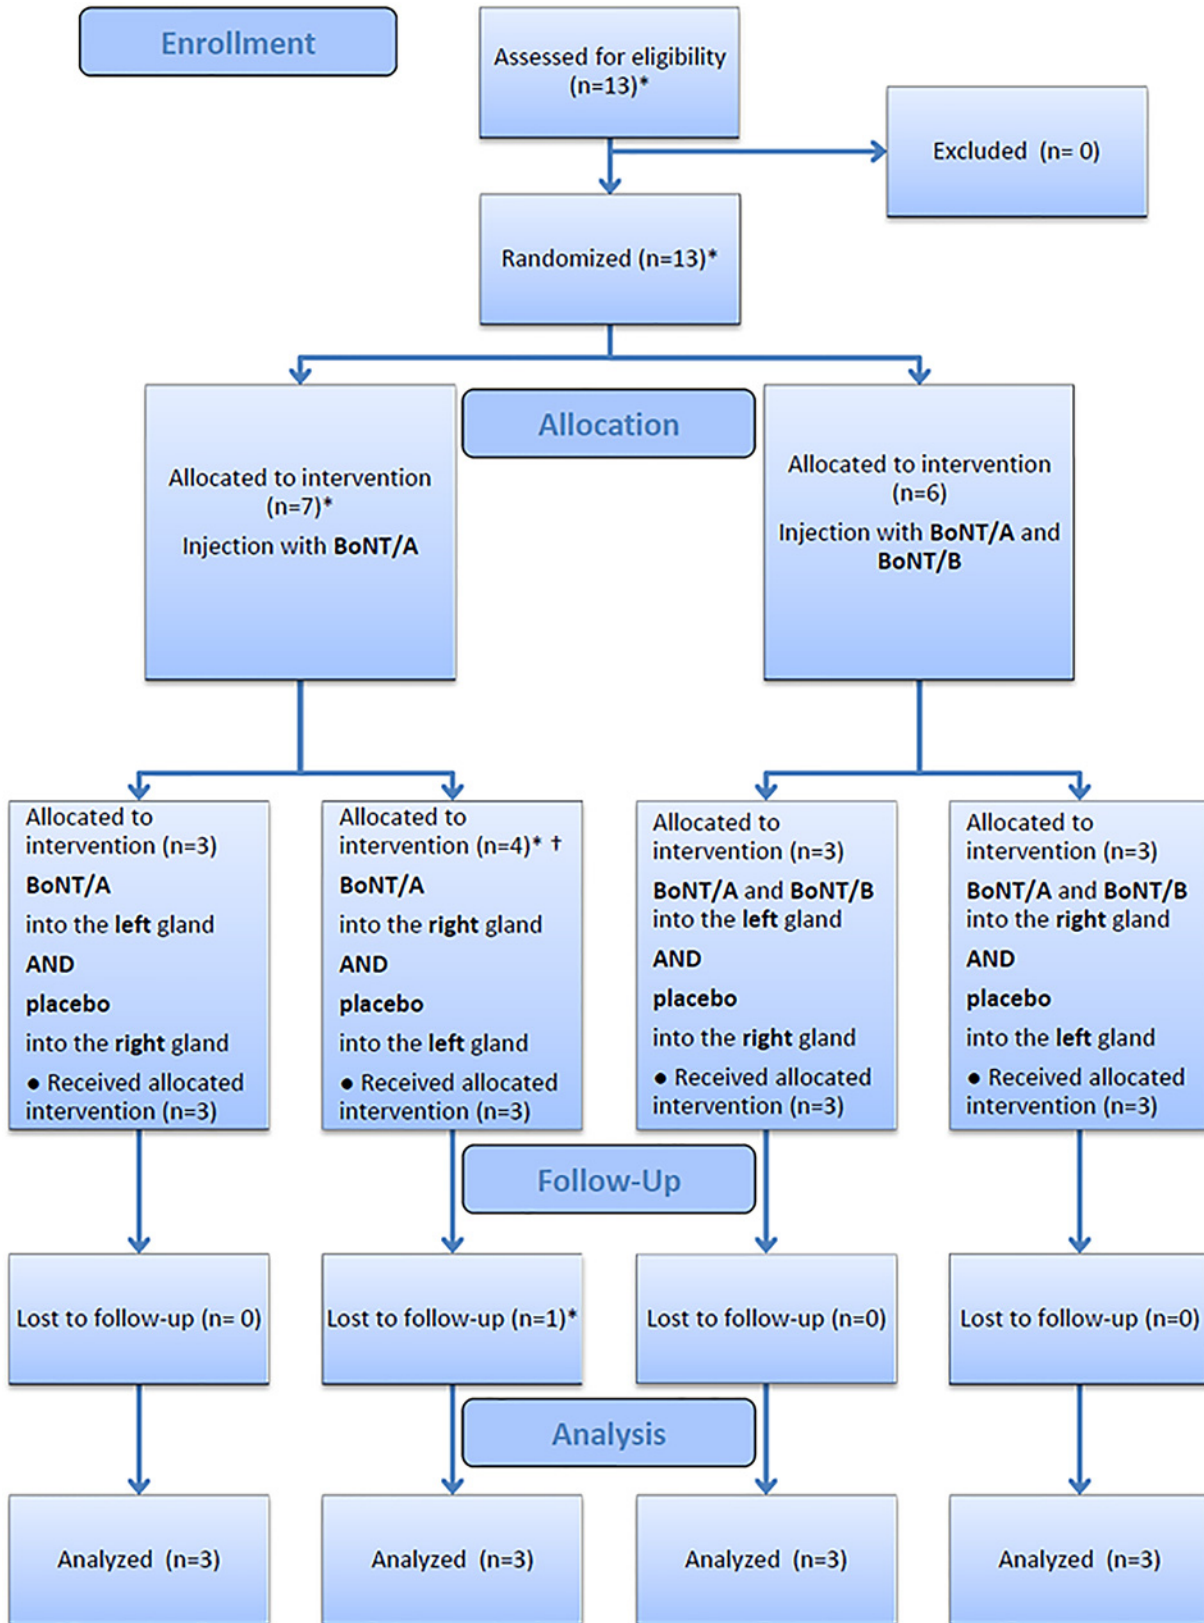 Enrollment
Assessed for eligibility
(n=13)*
Excluded (n= 0)
Randomized (n=13)*
Allocation
Allocated to intervention
(n=7)*
Injection with BoNT/A
Allocated to intervention
(n=6)
Injection with BoNT/A and
BoNT/B
Allocated to
intervention (n=3)
BoNT/A
into the left gland
AND
placebo
into the right gland
● Received allocated
intervention (n=3)
Allocated to
intervention (n=4)* †
BoNT/A
into the right gland
AND
placebo
into the left gland
● Received allocated
intervention (n=3)
Allocated to
intervention (n=3)
BoNT/A and BoNT/B
into the left gland
AND
placebo
into the right gland
● Received allocated
intervention (n=3)
Allocated to
intervention (n=3)
BoNT/A and BoNT/B
into the right gland
AND
placebo
into the left gland
● Received allocated
intervention (n=3)
Follow-Up
Lost to follow-up (n= 0)
Lost to follow-up (n=1)*
Lost to follow-up (n=0)
Lost to follow-up (n=0)
Analysis
Analyzed (n=3)
Analyzed (n=3)
Analyzed (n=3)
Analyzed (n=3)